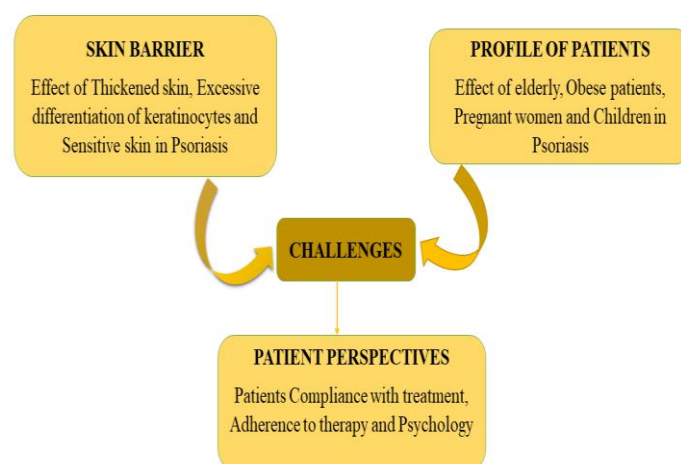 SKIN BARRIER
Effect of Thickened skin, Excessive
differentiation of keratinocytes and
Sensitive skin in Psoriasis
PROFILE OF PATIENTS
Effect of elderly, Obese patients,
Pregnant women and Children in
Psoriasis
CHALLENGES
PATIENT PERSPECTIVES
Patients Compliance with treatment,
Adherence to therapy and Psychology